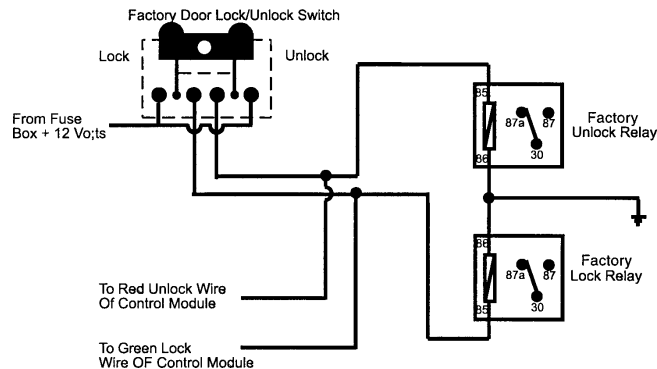 Factory Door Lock/Unlock Switch
Lock
Unlock
From Fuse
Box + 12 Vo;ts
85
87a
87
30
86
Factory
Unlock Relay
86
87a
87
30
85
Factory
Lock Relay
To Red Unlock Wire
Of Control Module
To Green Lock
Wire OF Control Module